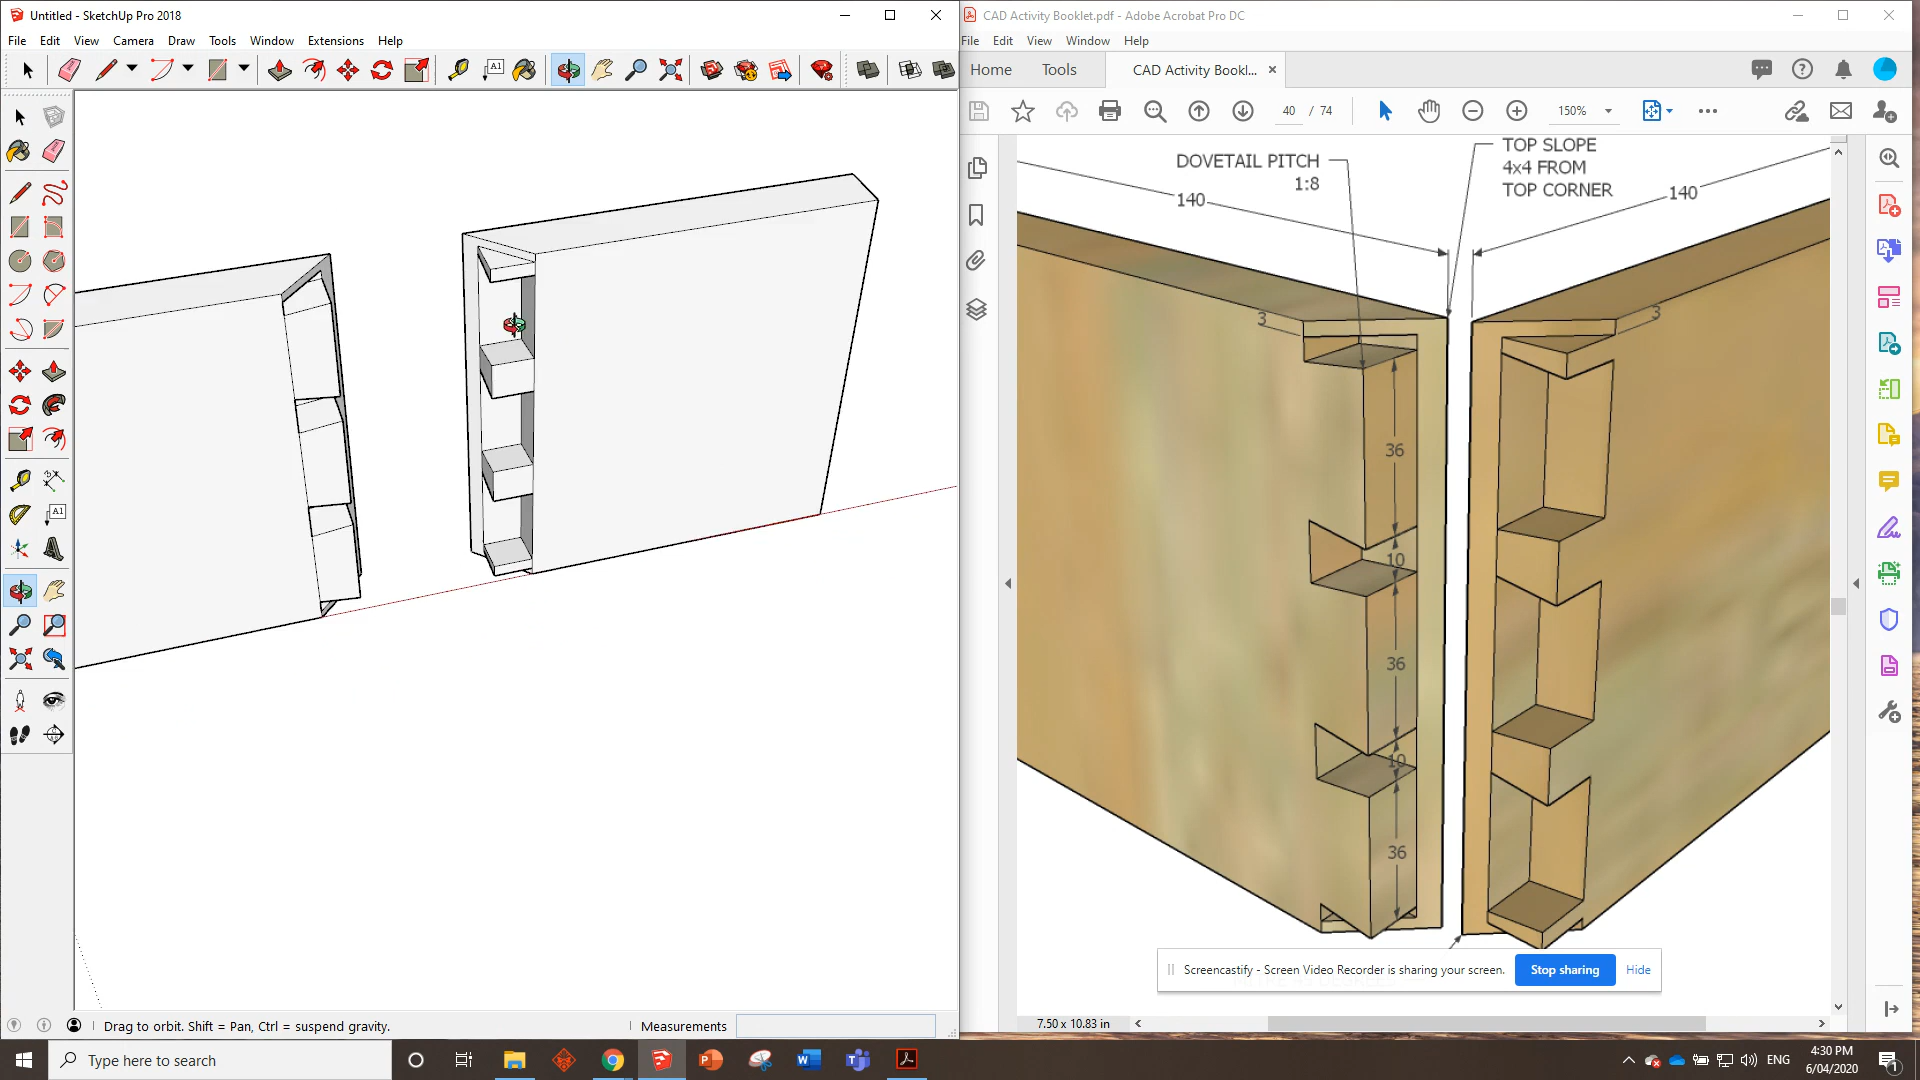 Untitled - SketchUp Pro 2018
File Edit View Camera Draw Tools Window Extensions Help
A1
A1
Drag to orbit. Shift = Pan, Ctrl = suspend gravity.
Measurements
CAD Activity Booklet.pdf - Adobe Acrobat Pro DC
File Edit View Window Help
Home Tools CAD Activity Bookl... ×
40 / 74
150%
DOVETAIL PITCH
1:8
TOP SLOPE
4x4 FROM
TOP CORNER
140
140
3
3
36
10
36
10
36
Screencastify - Screen Video Recorder is sharing your screen. Stop sharing Hide
7.50 x 10.83 in
Type here to search
ENG
4:30 PM
6/04/2020
1